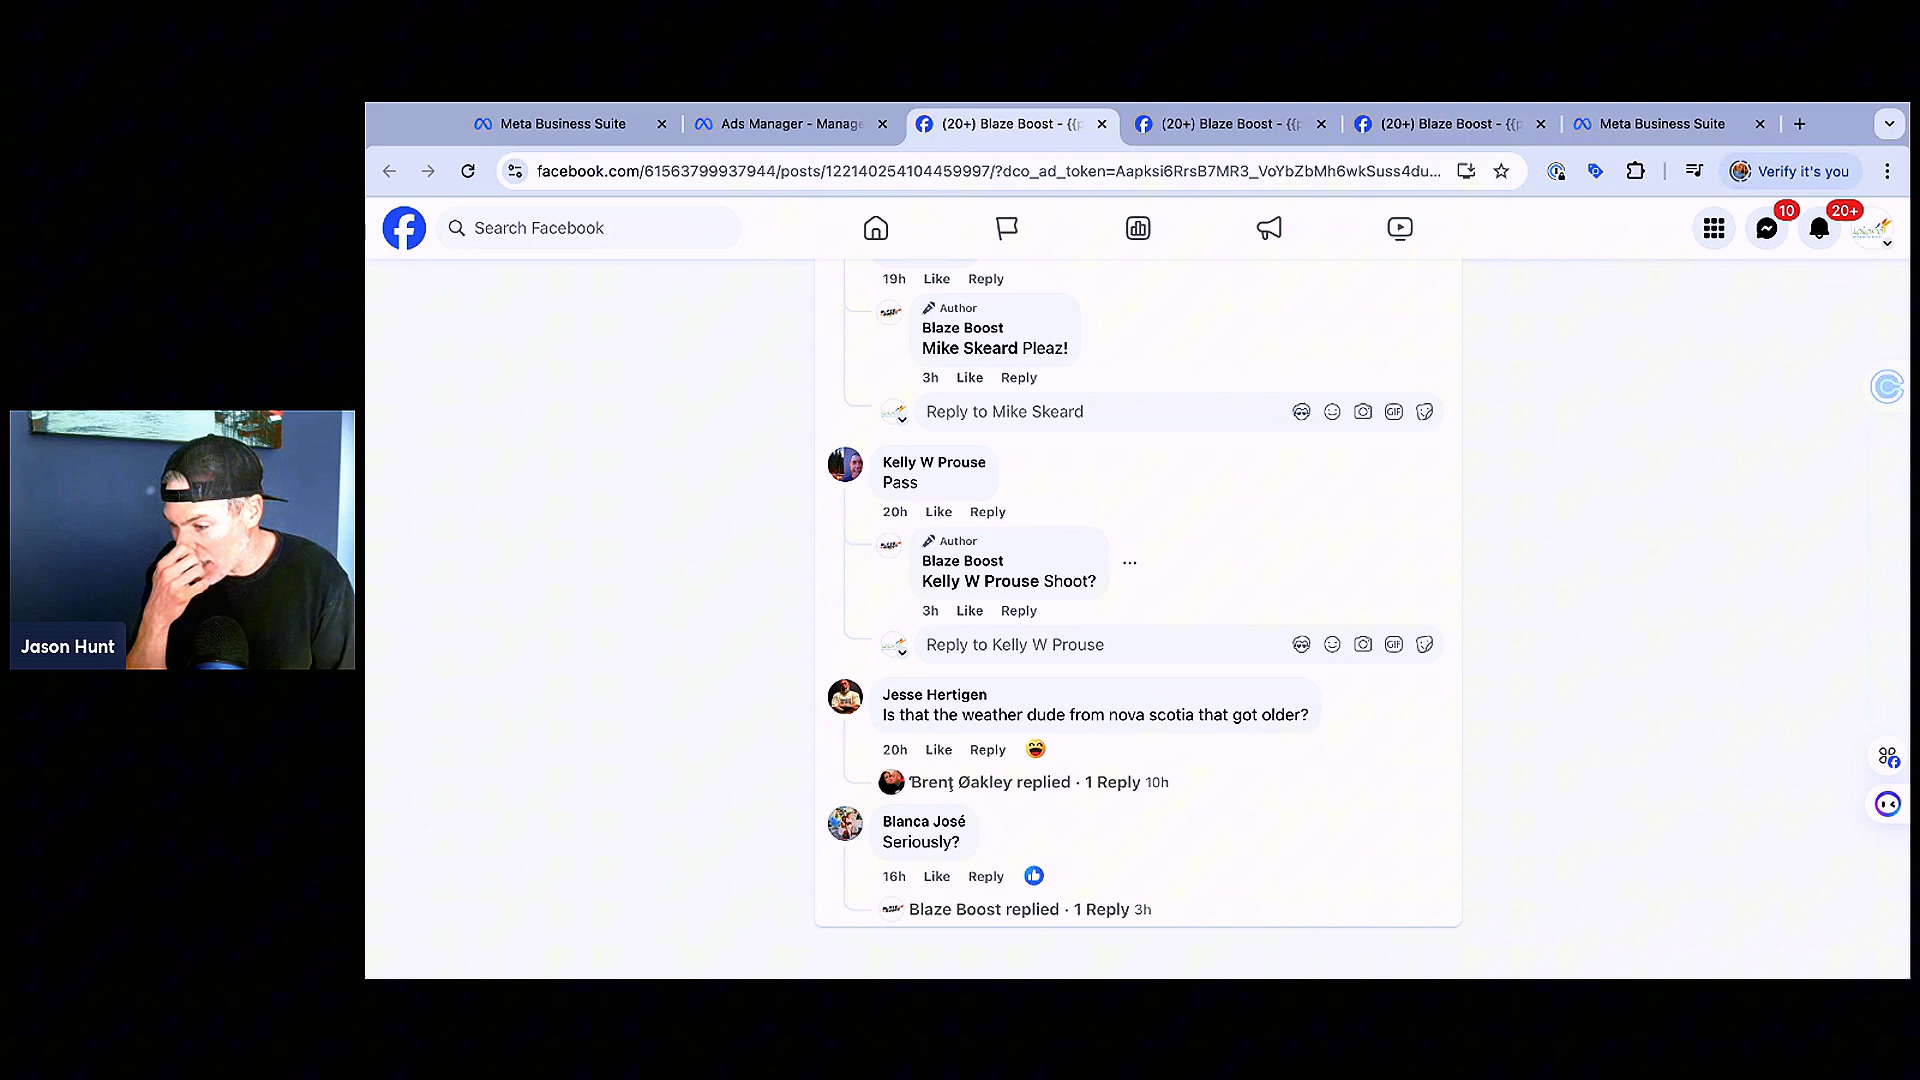 Meta Business Suite
Ads Manager - Manage
(20+) Blaze Boost - {{p
(20+) Blaze Boost - {{p
(20+) Blaze Boost - {{p
Meta Business Suite
facebook.com/61563799937944/posts/122140254104459997/?dco_ad_token=Aapksi6RrsB7MR3_VoYbZbMh6wkSuss4du...
Verify it's you
Search Facebook
10
20+
19h Like Reply
Author
Blaze Boost
Mike Skeard Pleaz!
3h Like Reply
Reply to Mike Skeard
GIF
Kelly W Prouse
Pass
20h Like Reply
Author
Blaze Boost
Kelly W Prouse Shoot?
3h Like Reply
Reply to Kelly W Prouse
GIF
Jesse Hertigen
Is that the weather dude from nova scotia that got older?
20h Like Reply
Ɓrenţ Øakley replied · 1 Reply 10h
Blanca José
Seriously?
16h Like Reply
Blaze Boost replied · 1 Reply 3h
Jason Hunt